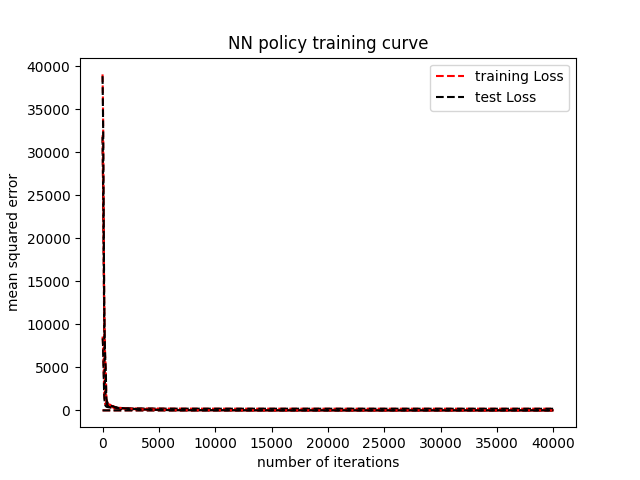 NN policy training curve
40000
35000
30000
25000
20000
15000
10000
5000
0
mean squared error
training Loss
test Loss
0 5000 10000 15000 20000 25000 30000 35000 40000
number of iterations